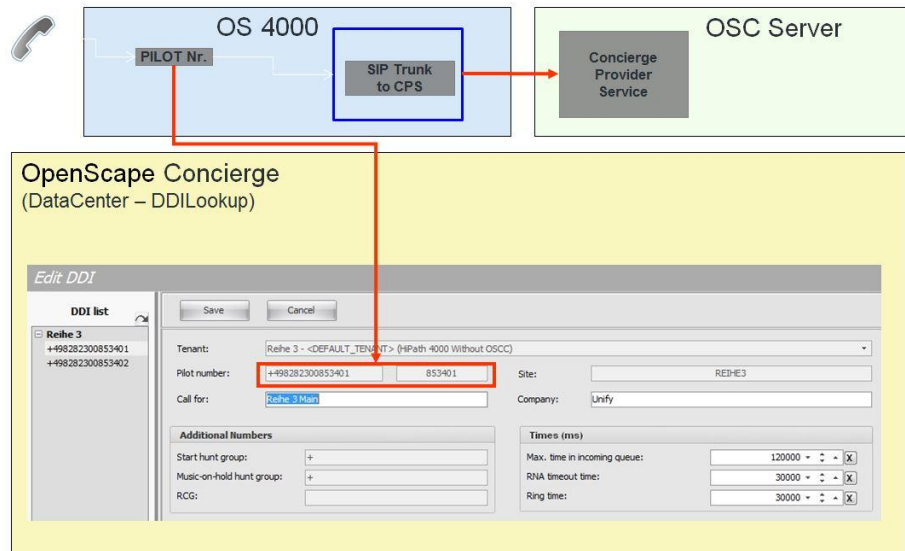 OS 4000
OSC Server
PILOT Nr.
SIP Trunk
to CPS
Concierge
Provider
Service
OpenScape Concierge
(DataCenter – DDILookup)
Edit DDI
DDI list
Save
Cancel
Reihe 3
+498282300853401
+498282300853402
Tenant:
Reihe 3 - <DEFAULT_TENANT> (HiPath 4000 Without OSCC)
Pilot number:
+498282300853401
853401
Site:
REIHE3
Call for:
Reihe 3 Main
Company:
Unify
Additional Numbers
Times (ms)
Start hunt group:
+
Max. time in incoming queue:
120000
X
Music-on-hold hunt group:
+
RNA timeout time:
30000
X
RCG:
Ring time:
30000
X